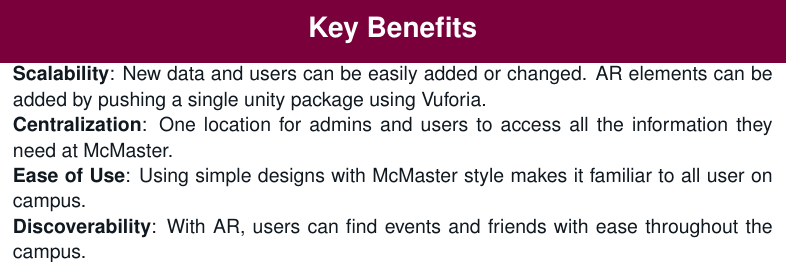 Key Benefits
Scalability: New data and users can be easily added or changed. AR elements can be
added by pushing a single unity package using Vuforia.
Centralization: One location for admins and users to access all the information they
need at McMaster.
Ease of Use: Using simple designs with McMaster style makes it familiar to all user on
campus.
Discoverability: With AR, users can find events and friends with ease throughout the
campus.